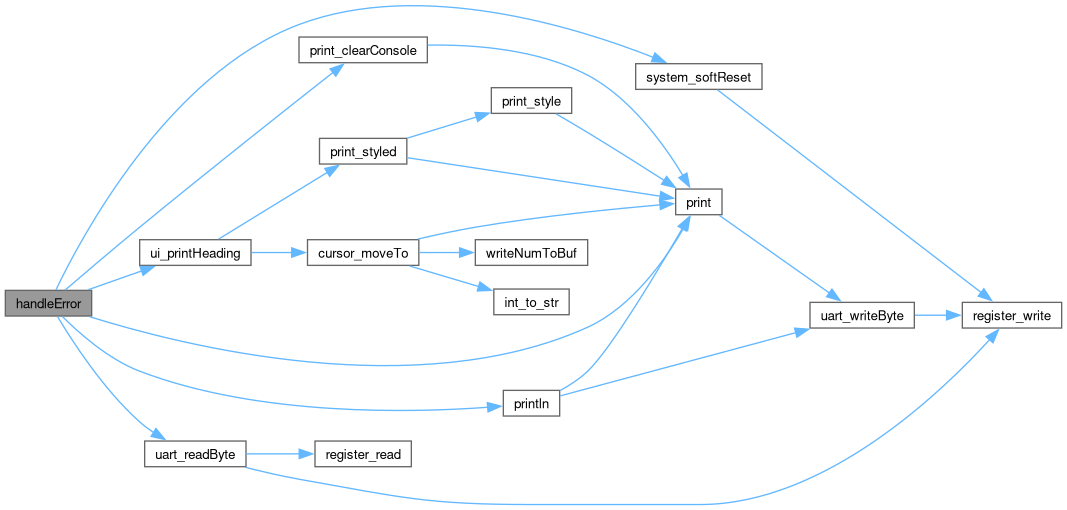 print_clearConsole
system_softReset
print_style
print_styled
print
ui_printHeading
cursor_moveTo
writeNumToBuf
handleError
int_to_str
uart_writeByte
register_write
println
uart_readByte
register_read